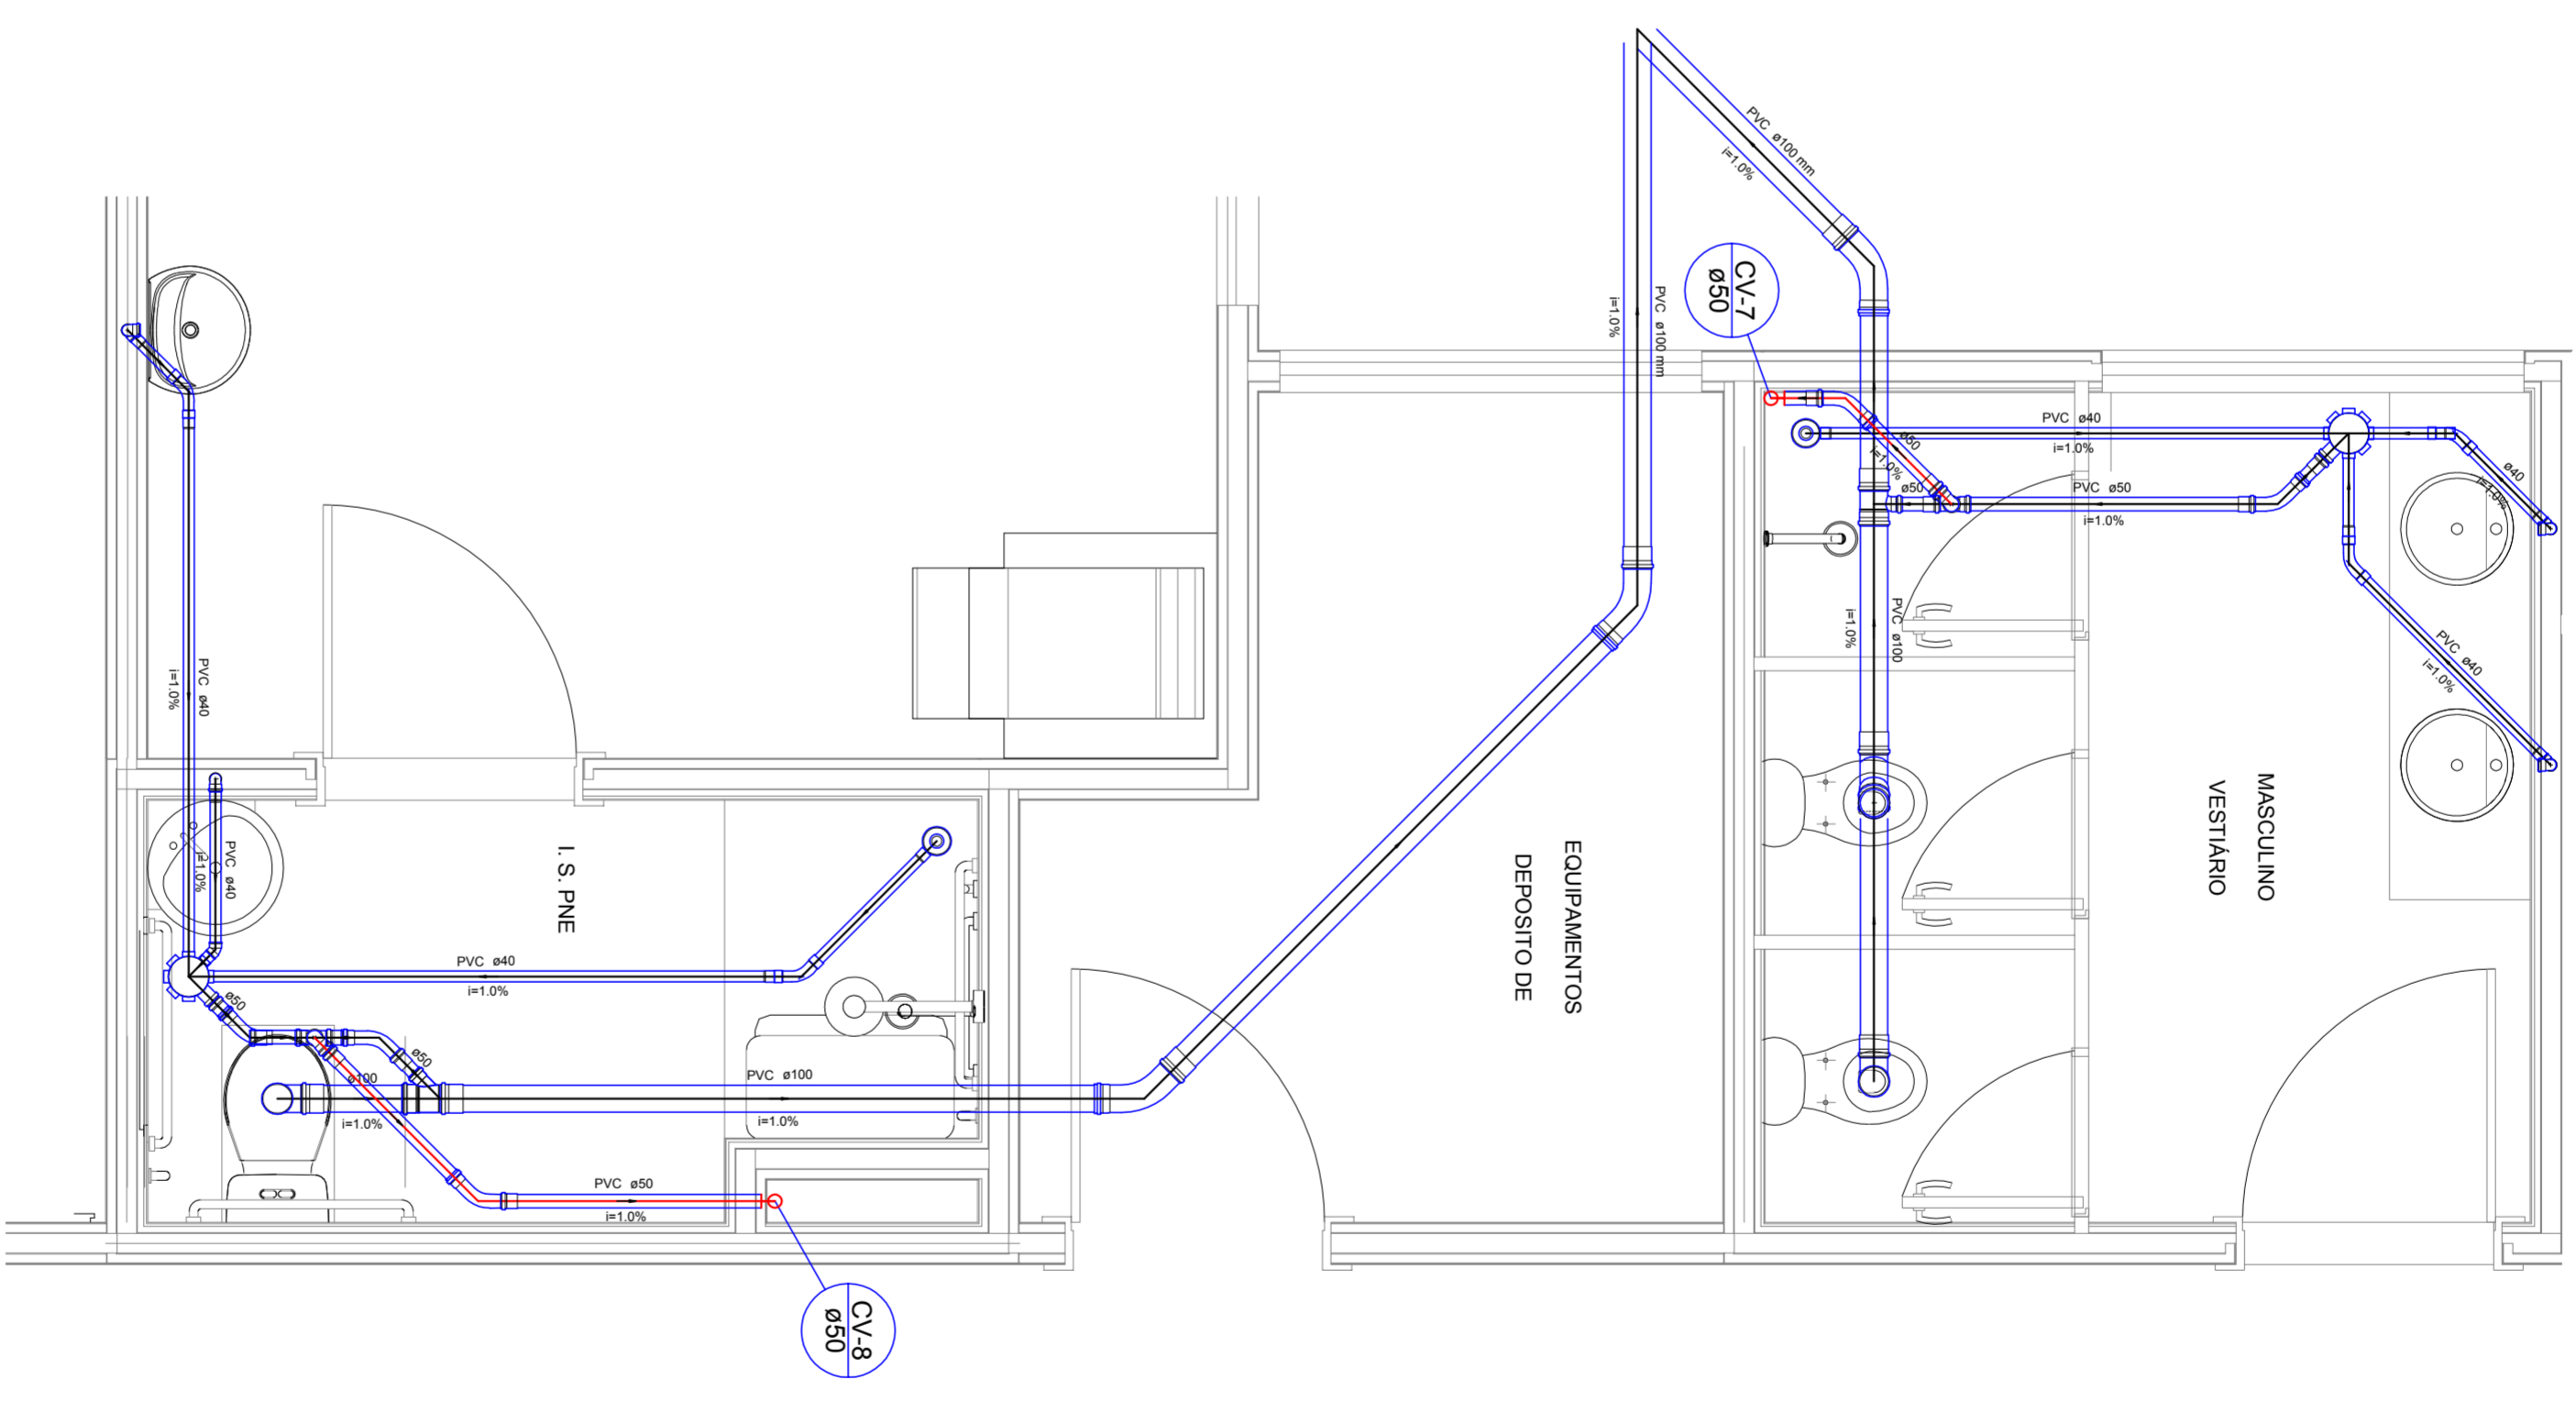 PVC ø100 mm
i=1.0%
CV-7
ø50
PVC ø100 mm
i=1.0%
PVC ø40
i=1.0%
ø50
i=1.0%
ø50
PVC ø50
i=1.0%
ø40
i=1.0%
PVC ø100
i=1.0%
PVC ø40
i=1.0%
VESTIÁRIO
MASCULINO
DEPOSITO DE
EQUIPAMENTOS
PVC ø40
i=1.0%
PVC ø40
i=1.0%
I. S. PNE
PVC ø40
i=1.0%
ø50
ø50
ø100
i=1.0%
PVC ø100
i=1.0%
PVC ø50
i=1.0%
CV-8
ø50